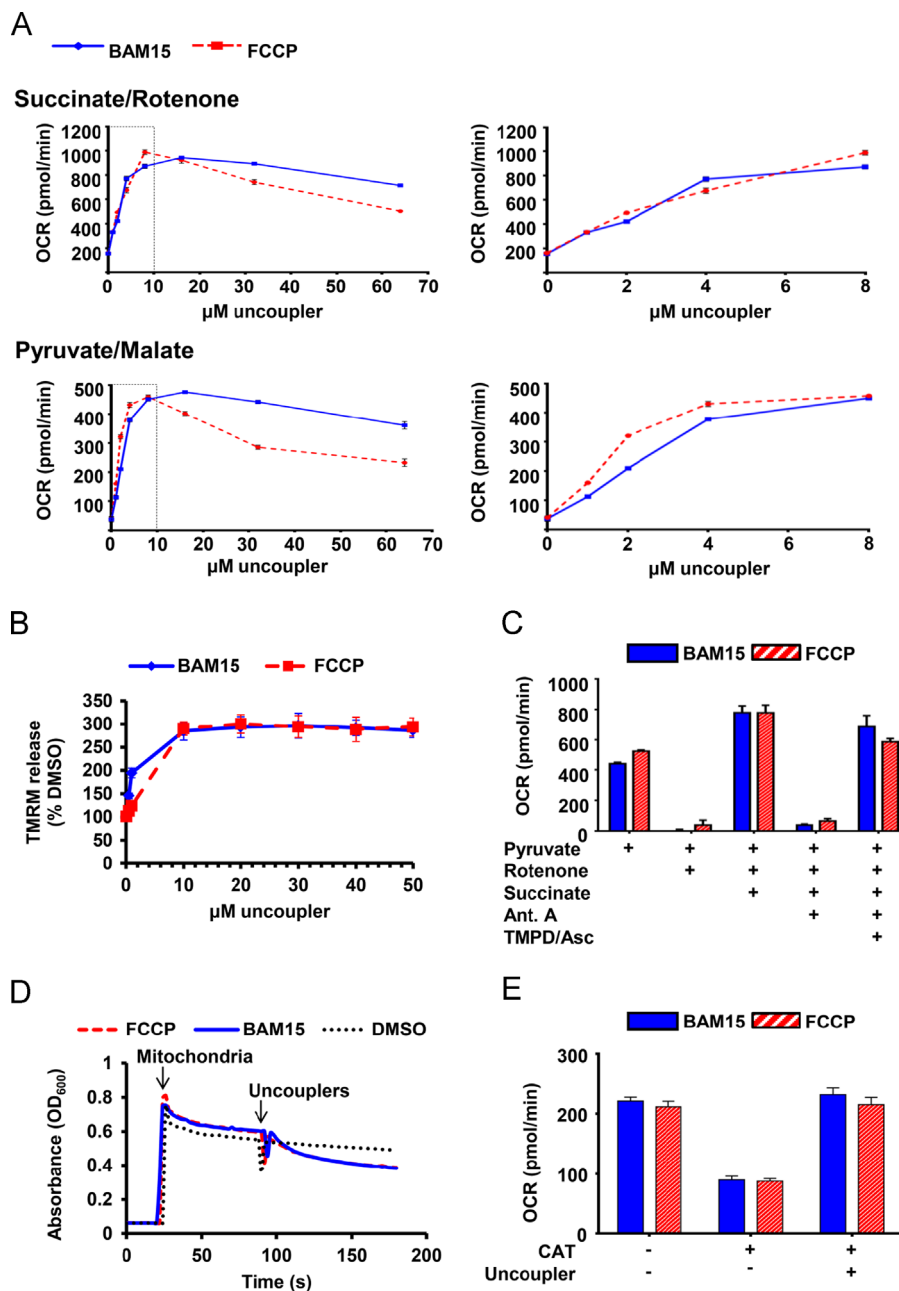 A
BAM15 FCCP
Succinate/Rotenone
1200
1000
800
600
400
200
OCR (pmol/min)
0 10 20 30 40 50 60 70
µM uncoupler
1200
1000
800
600
400
200
OCR (pmol/min)
0 2 4 6 8
µM uncoupler
Pyruvate/Malate
500
400
300
200
100
OCR (pmol/min)
0 10 20 30 40 50 60 70
µM uncoupler
500
400
300
200
100
OCR (pmol/min)
0 2 4 6 8
µM uncoupler
B
BAM15 FCCP
350
300
250
200
150
100
50
0
TMRM release
(% DMSO)
0 10 20 30 40 50
µM uncoupler
C
BAM15 FCCP
1000
800
600
400
200
0
OCR (pmol/min)
Pyruvate + + + + +
Rotenone + + + +
Succinate + + +
Ant. A + +
TMPD/Asc +
D
FCCP BAM15 DMSO
Mitochondria
Uncouplers
1
0.8
0.6
0.4
0.2
0
Absorbance (OD600)
0 50 100 150 200
Time (s)
E
BAM15 FCCP
300
200
100
0
OCR (pmol/min)
CAT - + +
Uncoupler - - +